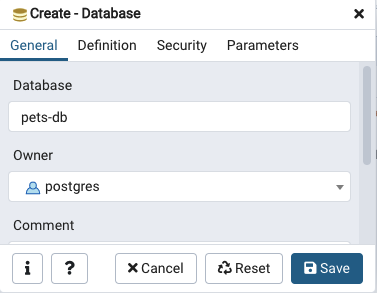 Create - Database
General Definition Security Parameters
Database
pets-db
Owner
postgres
Comment
i ? Cancel Reset Save